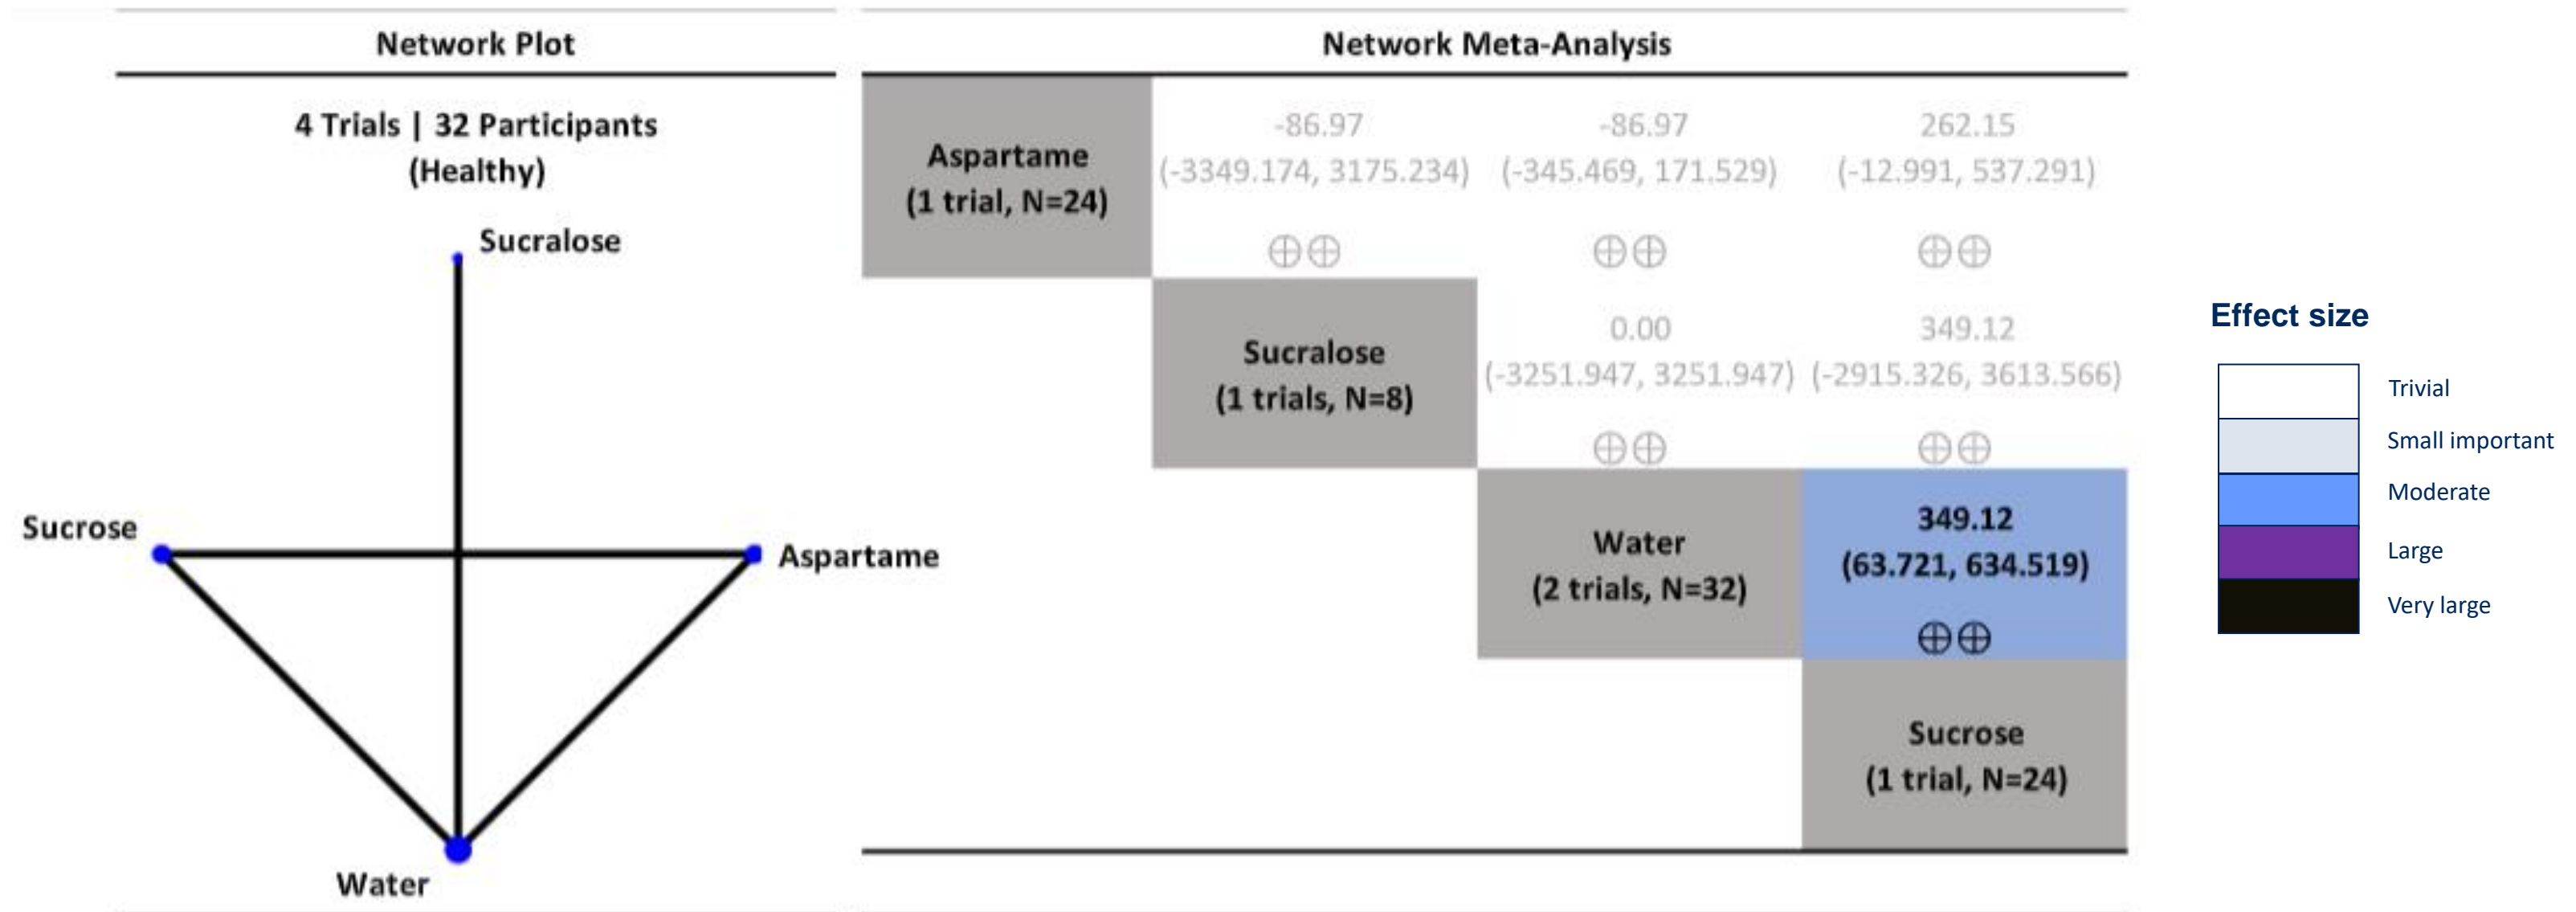 Network Plot
4 Trials | 32 Participants
(Healthy)
Sucralose
Sucrose
Aspartame
Water
Network Meta-Analysis
Aspartame
(1 trial, N=24)
-86.97
(-3349.174, 3175.234)
⊕⊕
-86.97
(-345.469, 171.529)
⊕⊕
262.15
(-12.991, 537.291)
⊕⊕
Sucralose
(1 trials, N=8)
0.00
(-3251.947, 3251.947)
⊕⊕
349.12
(-2915.326, 3613.566)
⊕⊕
Water
(2 trials, N=32)
349.12
(63.721, 634.519)
⊕⊕
Sucrose
(1 trial, N=24)
Effect size
Trivial
Small important
Moderate
Large
Very large